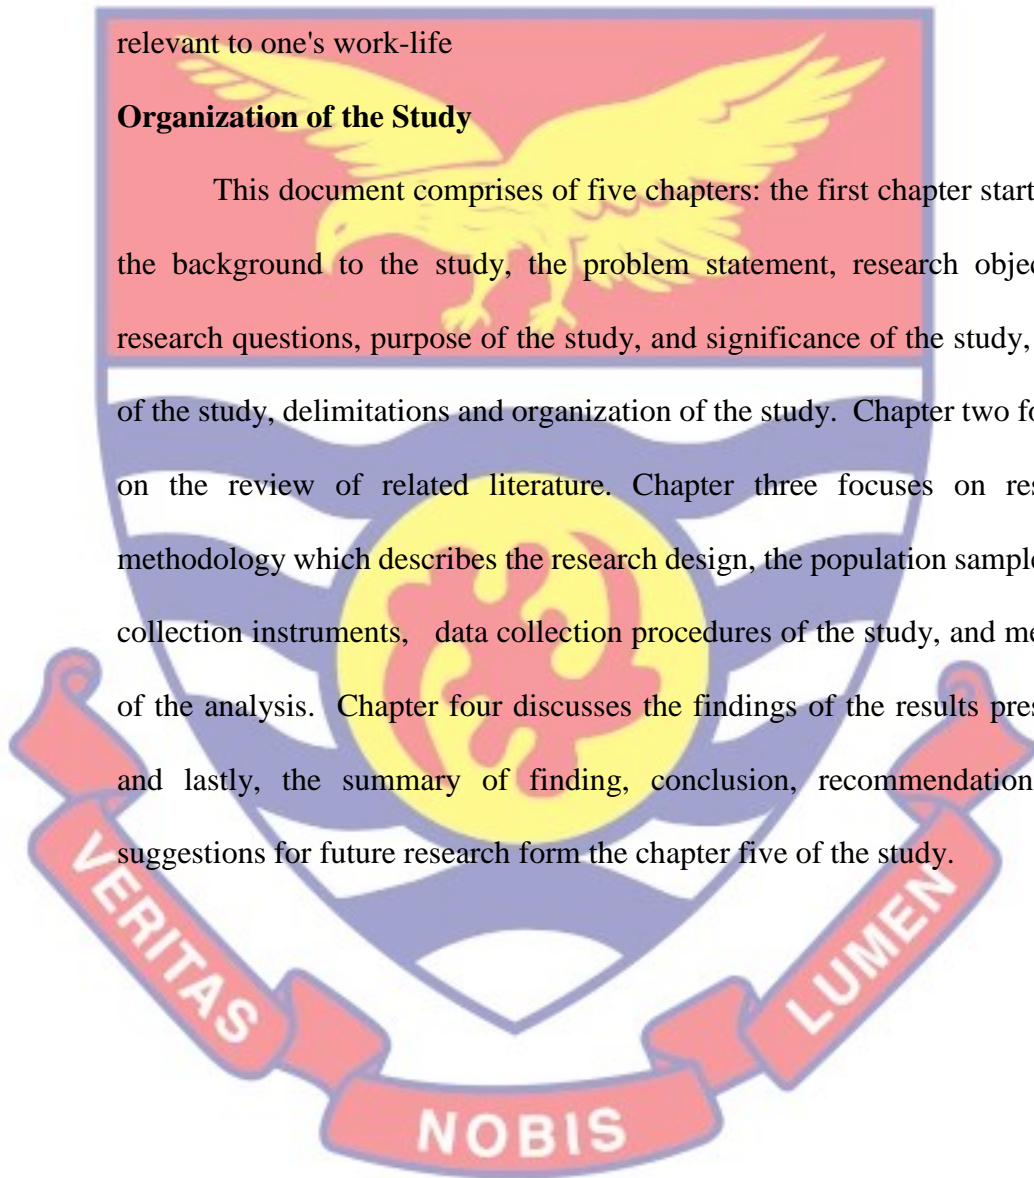 relevant to one's work-life
Organization of the Study
This document comprises of five chapters: the first chapter start
the background to the study, the problem statement, research objec
research questions, purpose of the study, and significance of the study,
of the study, delimitations and organization of the study. Chapter two fo
on the review of related literature. Chapter three focuses on res
methodology which describes the research design, the population sample
collection instruments, data collection procedures of the study, and me
of the analysis. Chapter four discusses the findings of the results pres
and lastly, the summary of finding, conclusion, recommendation
suggestions for future research form the chapter five of the study.
VERITAS
NOBIS
LUMEN